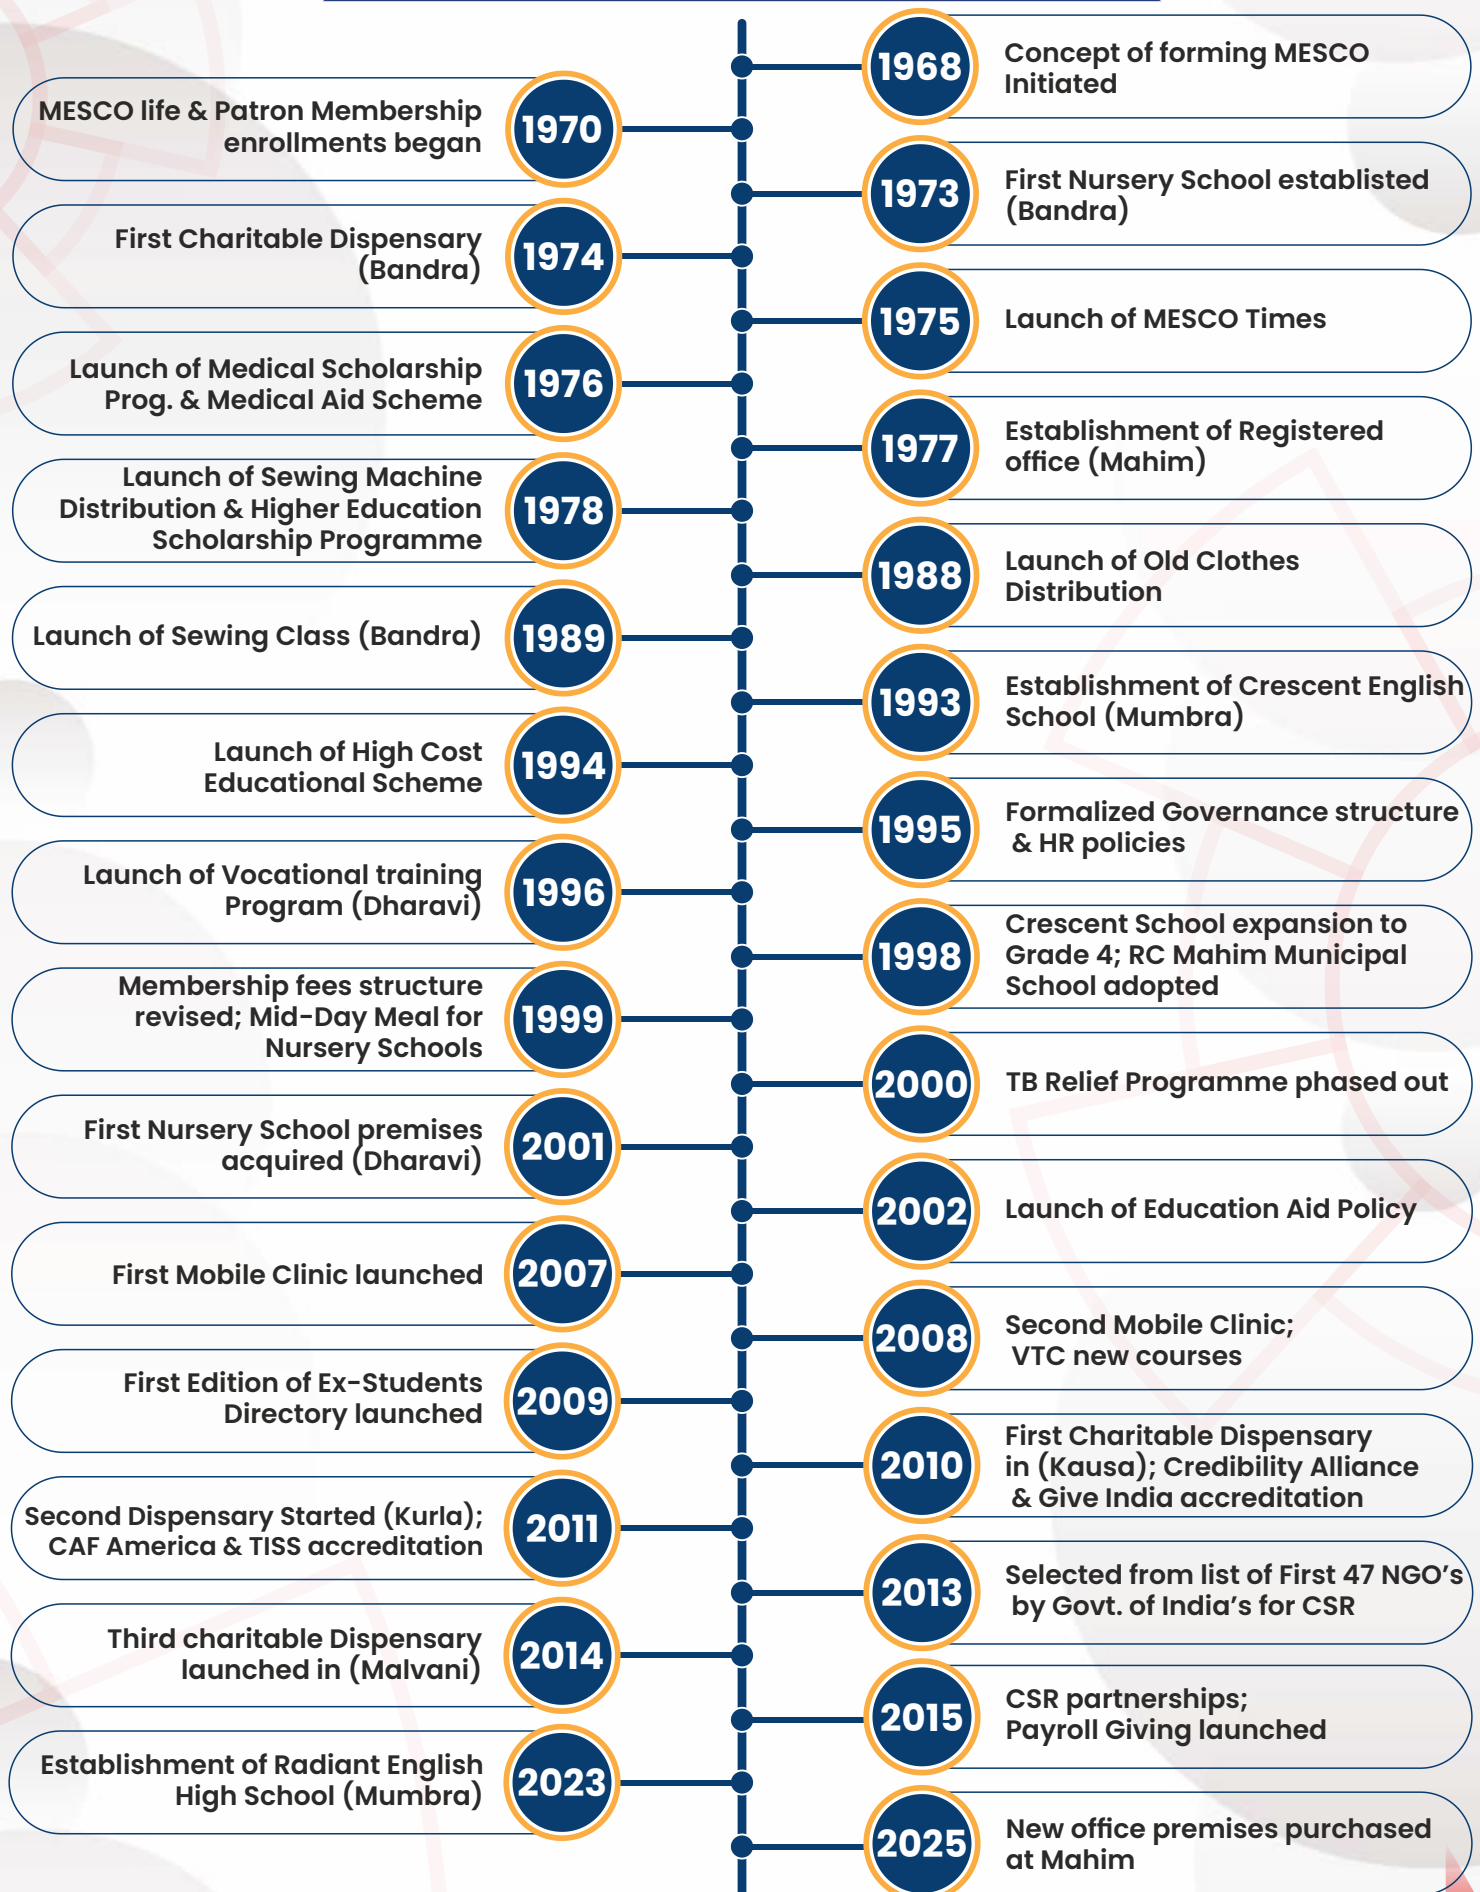 1968
Concept of forming MESCO
Initiated
MESCO life & Patron Membership
enrollments began
1970
1973
First Nursery School establisted
(Bandra)
First Charitable Dispensary
(Bandra)
1974
1975
Launch of MESCO Times
Launch of Medical Scholarship
Prog. & Medical Aid Scheme
1976
1977
Establishment of Registered
office (Mahim)
Launch of Sewing Machine
Distribution & Higher Education
Scholarship Programme
1978
1988
Launch of Old Clothes
Distribution
Launch of Sewing Class (Bandra)
1989
1993
Establishment of Crescent English
School (Mumbra)
Launch of High Cost
Educational Scheme
1994
1995
Formalized Governance structure
& HR policies
Launch of Vocational training
Program (Dharavi)
1996
1998
Crescent School expansion to
Grade 4; RC Mahim Municipal
School adopted
Membership fees structure
revised; Mid-Day Meal for
Nursery Schools
1999
2000
TB Relief Programme phased out
First Nursery School premises
acquired (Dharavi)
2001
2002
Launch of Education Aid Policy
First Mobile Clinic launched
2007
2008
Second Mobile Clinic;
VTC new courses
First Edition of Ex-Students
Directory launched
2009
2010
First Charitable Dispensary
in (Kausa); Credibility Alliance
& Give India accreditation
Second Dispensary Started (Kurla);
CAF America & TISS accreditation
2011
2013
Selected from list of First 47 NGO's
by Govt. of India's for CSR
Third charitable Dispensary
launched in (Malvani)
2014
2015
CSR partnerships;
Payroll Giving launched
Establishment of Radiant English
High School (Mumbra)
2023
2025
New office premises purchased
at Mahim